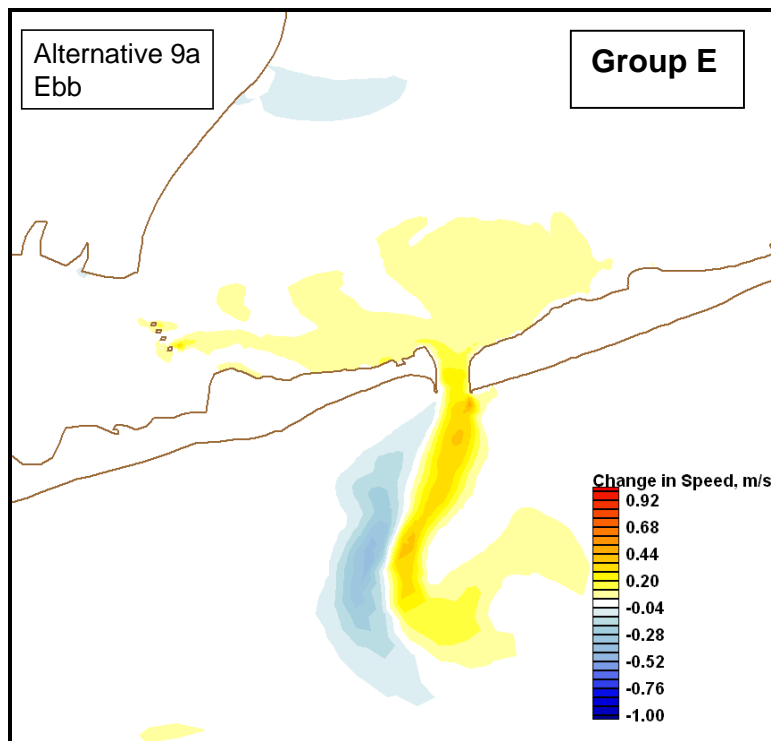 Alternative 9a
Ebb
Group E
Change in Speed, m/s
0.92
0.68
0.44
0.20
-0.04
-0.28
-0.52
-0.76
-1.00